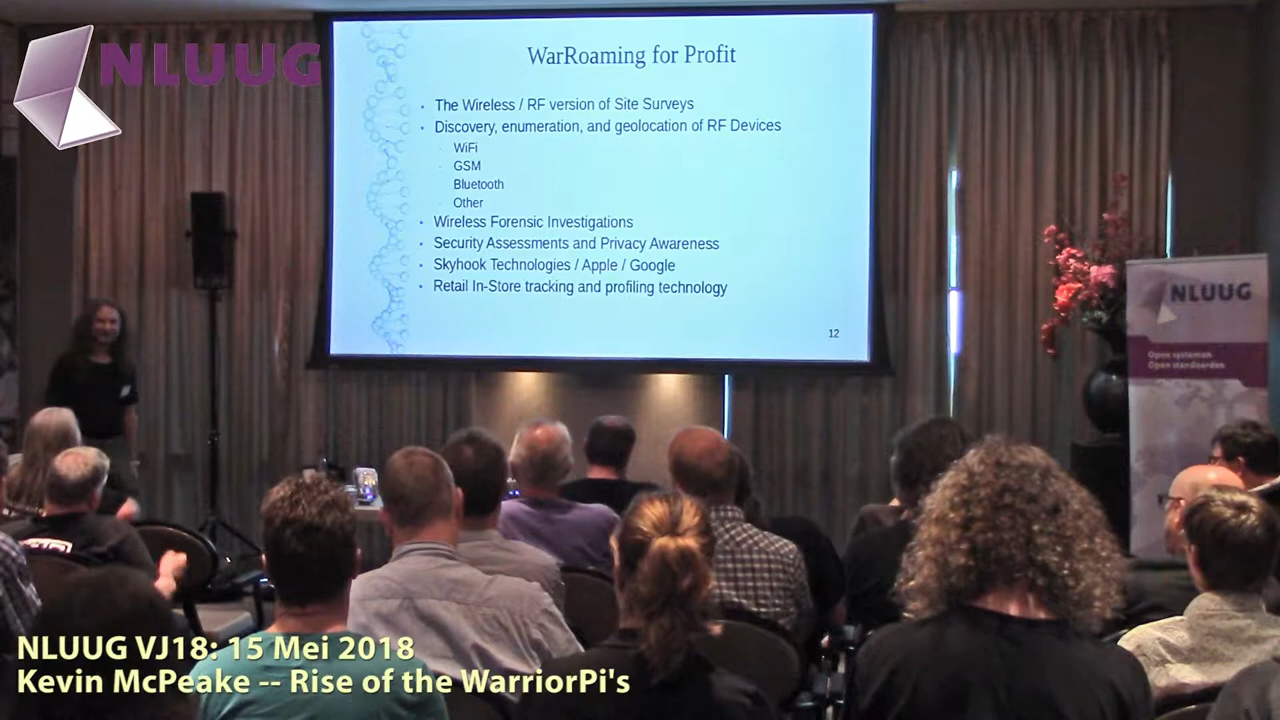 NLUUG
WarRoaming for Profit
The Wireless / RF version of Site Surveys
Discovery, enumeration, and geolocation of RF Devices
WiFi
GSM
Bluetooth
Other
Wireless Forensic Investigations
Security Assessments and Privacy Awareness
Skyhook Technologies / Apple / Google
Retail In-Store tracking and profiling technology
12
NLUUG
Open systemen
Open standaarden
NLUUG VJ18: 15 Mei 2018
Kevin McPeake -- Rise of the WarriorPi's